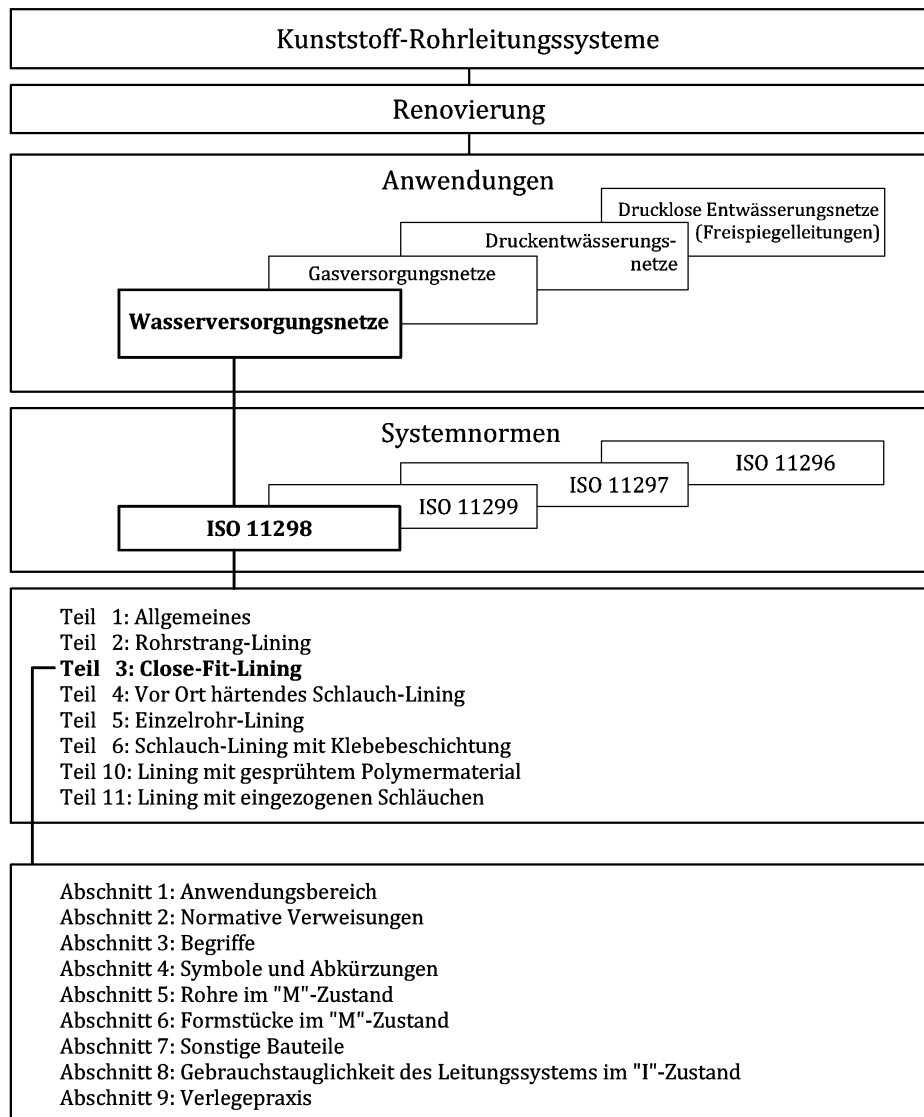 Kunststoff-Rohrleitungssysteme
Renovierung
Anwendungen
Drucklose Entwässerungsnetze
(Freispiegelleitungen)
Druckentwässerungs-
netze
Gasversorgungsnetze
Wasserversorgungsnetze
Systemnormen
ISO 11296
ISO 11297
ISO 11299
ISO 11298
Teil 1: Allgemeines
Teil 2: Rohrstrang-Lining
Teil 3: Close-Fit-Lining
Teil 4: Vor Ort härtendes Schlauch-Lining
Teil 5: Einzelrohr-Lining
Teil 6: Schlauch-Lining mit Klebebeschichtung
Teil 10: Lining mit gesprühtem Polymermaterial
Teil 11: Lining mit eingezogenen Schläuchen
Abschnitt 1: Anwendungsbereich
Abschnitt 2: Normative Verweisungen
Abschnitt 3: Begriffe
Abschnitt 4: Symbole und Abkürzungen
Abschnitt 5: Rohre im "M"-Zustand
Abschnitt 6: Formstücke im "M"-Zustand
Abschnitt 7: Sonstige Bauteile
Abschnitt 8: Gebrauchstauglichkeit des Leitungssystems im "I"-Zustand
Abschnitt 9: Verlegepraxis